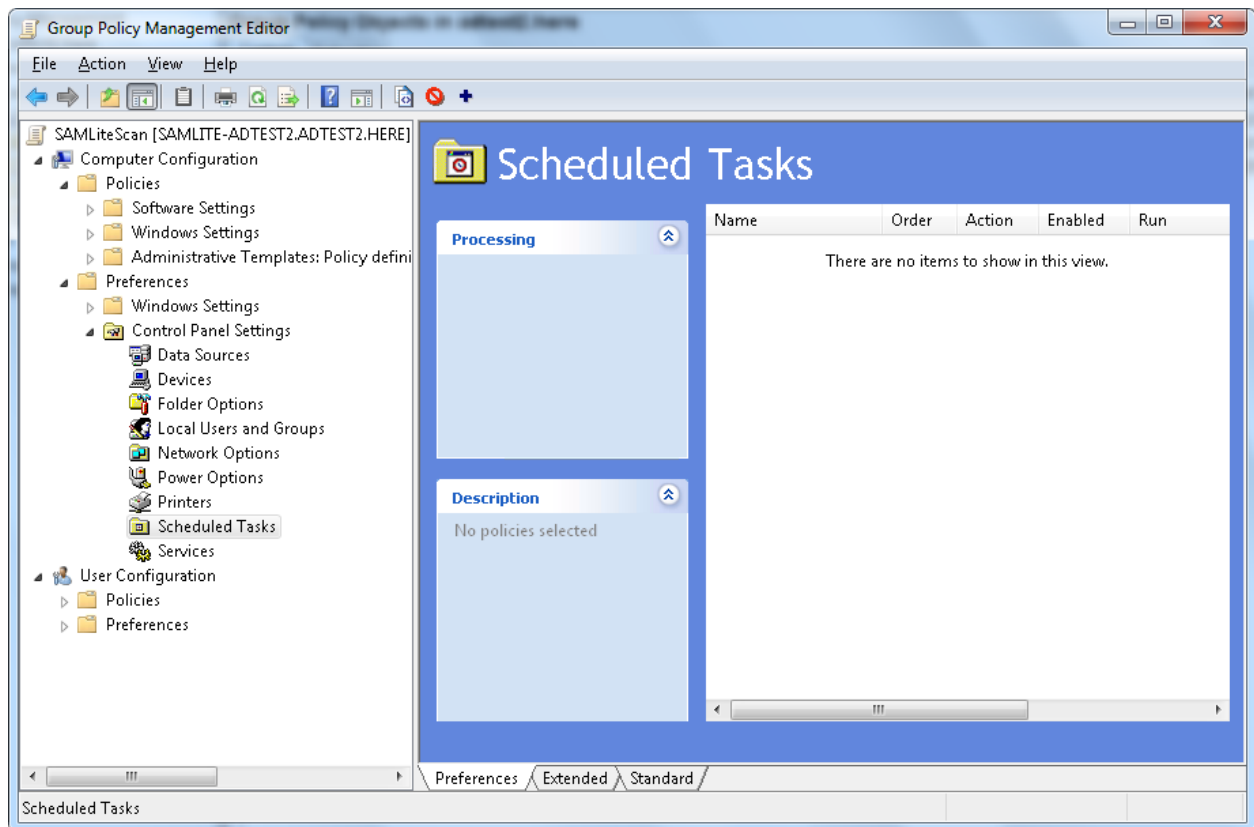 Group Policy Management Editor
File Action View Help
SAMLiteScan [SAMLITE-ADTEST2.ADTEST2.HERE]
Computer Configuration
Policies
Software Settings
Windows Settings
Administrative Templates: Policy defini
Preferences
Windows Settings
Control Panel Settings
Data Sources
Devices
Folder Options
Local Users and Groups
Network Options
Power Options
Printers
Scheduled Tasks
Services
User Configuration
Policies
Preferences
Scheduled Tasks
Processing
Description
No policies selected
Name Order Action Enabled Run
There are no items to show in this view.
Preferences Extended Standard
Scheduled Tasks